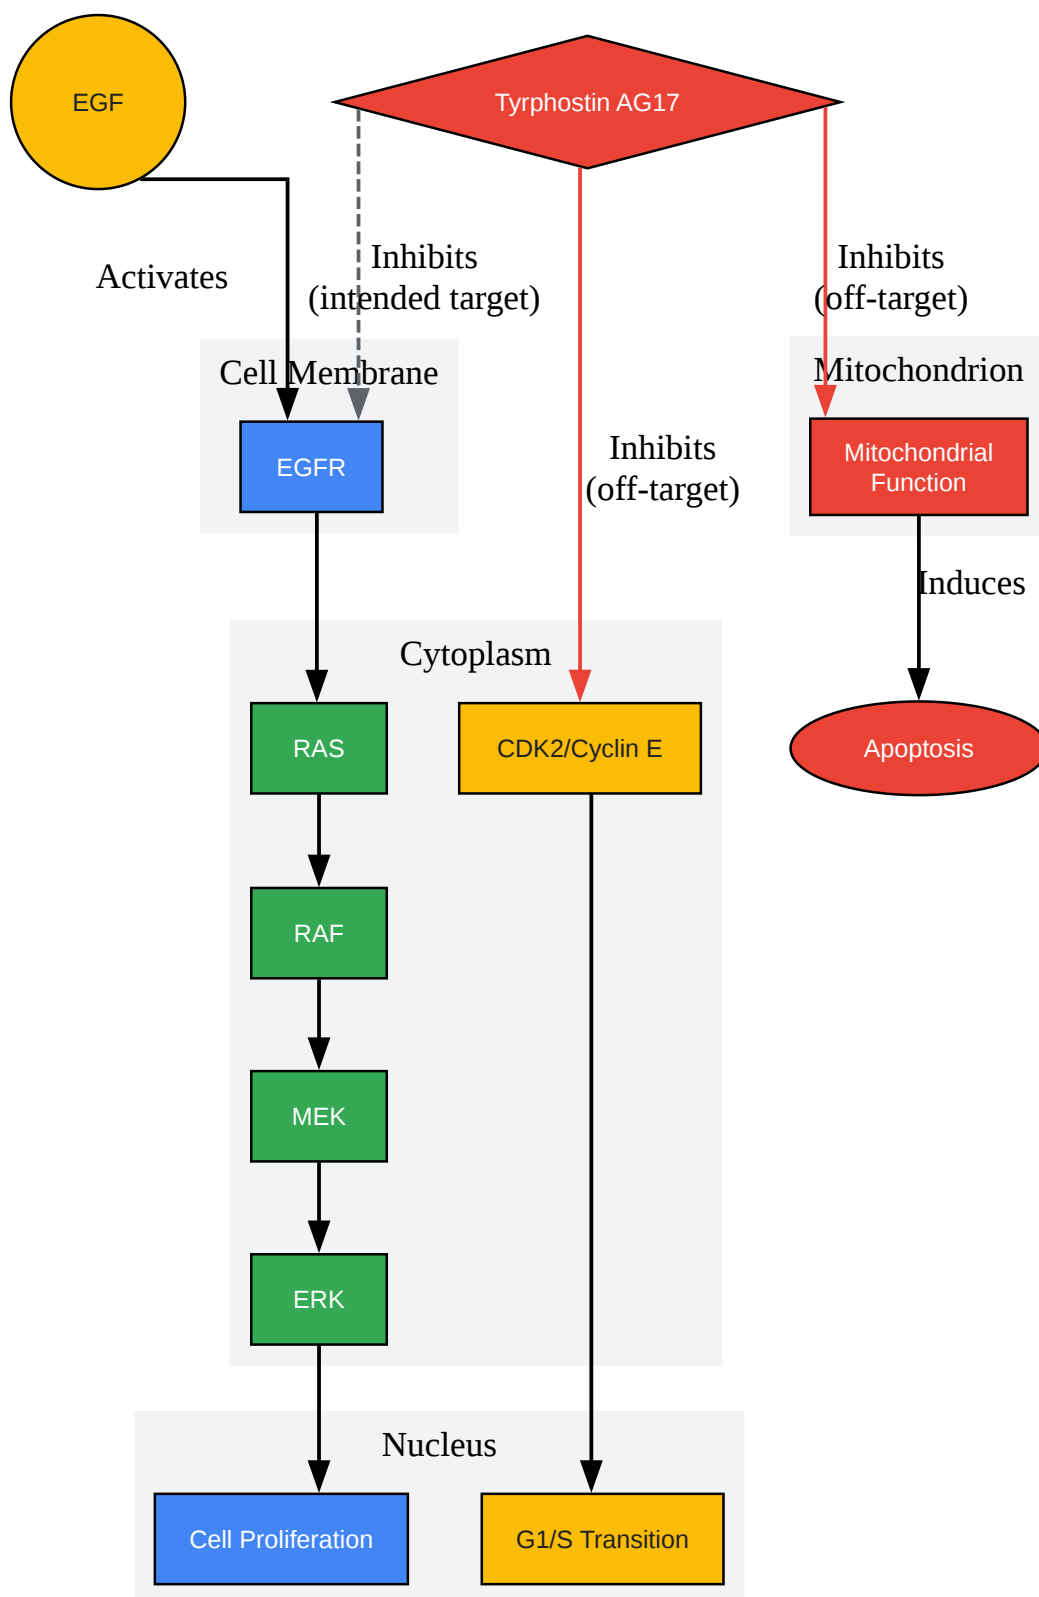 EGF
Tyrphostin AG17
Activates
Inhibits
(intended target)
Inhibits
(off-target)
Cell Membrane
Mitochondrion
EGFR
Inhibits
(off-target)
Mitochondrial
Function
Induces
Cytoplasm
RAS
CDK2/Cyclin E
Apoptosis
RAF
MEK
ERK
Nucleus
Cell Proliferation
G1/S Transition